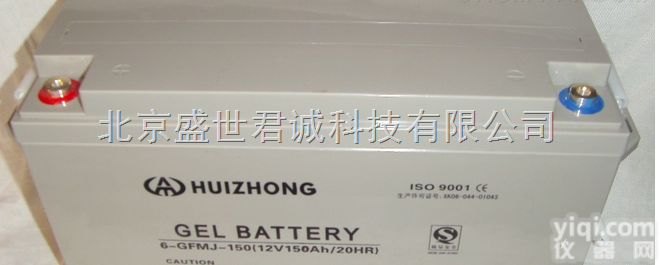 北京盛世君诚科技有限公司
HUIZHONG
ISO 9001 CE
GEL BATTERY
6-GFMJ-150(12V150Ah/20HR)
CAUTION
yiqi.com
仪器网